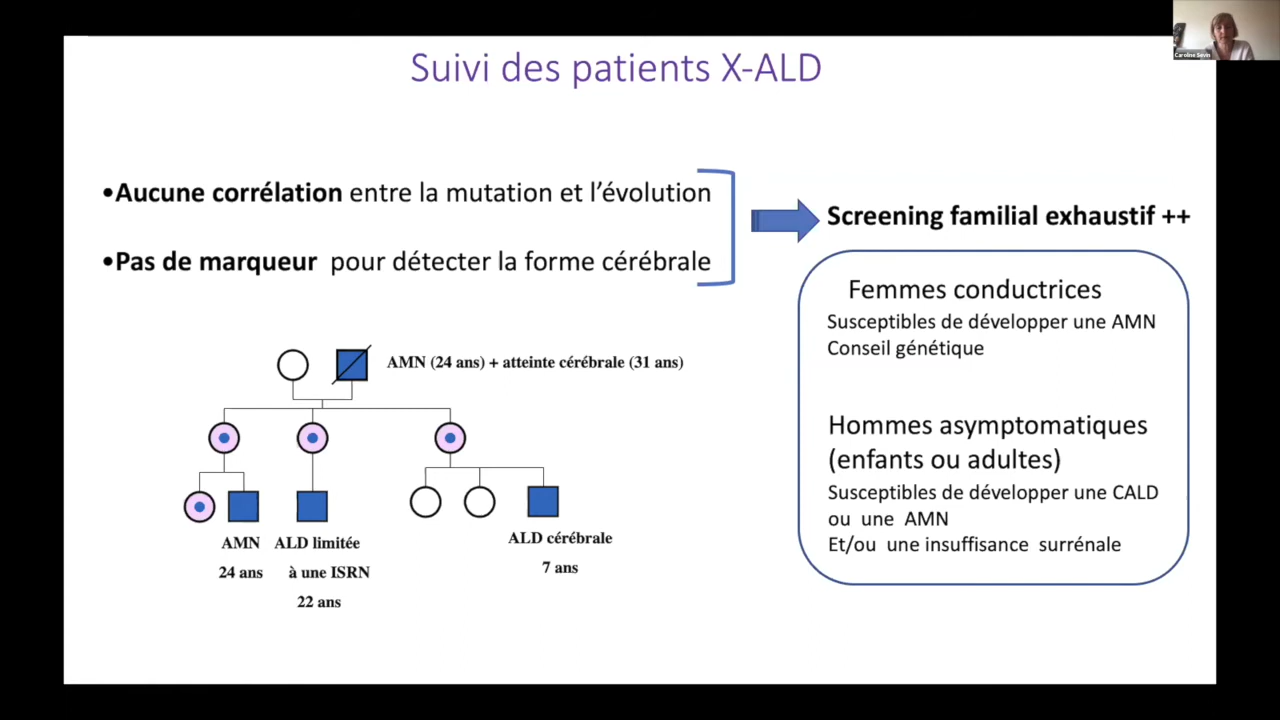 Suivi des patients X-ALD
Caroline Sevin
•Aucune corrélation entre la mutation et l’évolution
•Pas de marqueur pour détecter la forme cérébrale
Screening familial exhaustif ++
Femmes conductrices
Susceptibles de développer une AMN
Conseil génétique
Hommes asymptomatiques
(enfants ou adultes)
Susceptibles de développer une CALD
ou une AMN
Et/ou une insuffisance surrénale
AMN (24 ans) + atteinte cérébrale (31 ans)
AMN
24 ans
ALD limitée
à une ISRN
22 ans
ALD cérébrale
7 ans